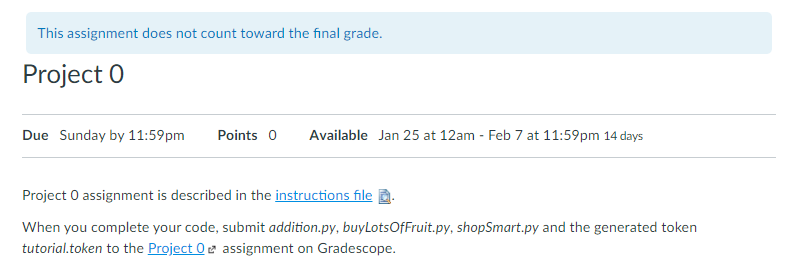 This assignment does not count toward the final grade.
Project 0
Due Sunday by 11:59pm Points 0 Available Jan 25 at 12am - Feb 7 at 11:59pm 14 days
Project 0 assignment is described in the instructions file.
When you complete your code, submit addition.py, buyLotsOfFruit.py, shopSmart.py and the generated token
tutorial.token to the Project 0 assignment on Gradescope.